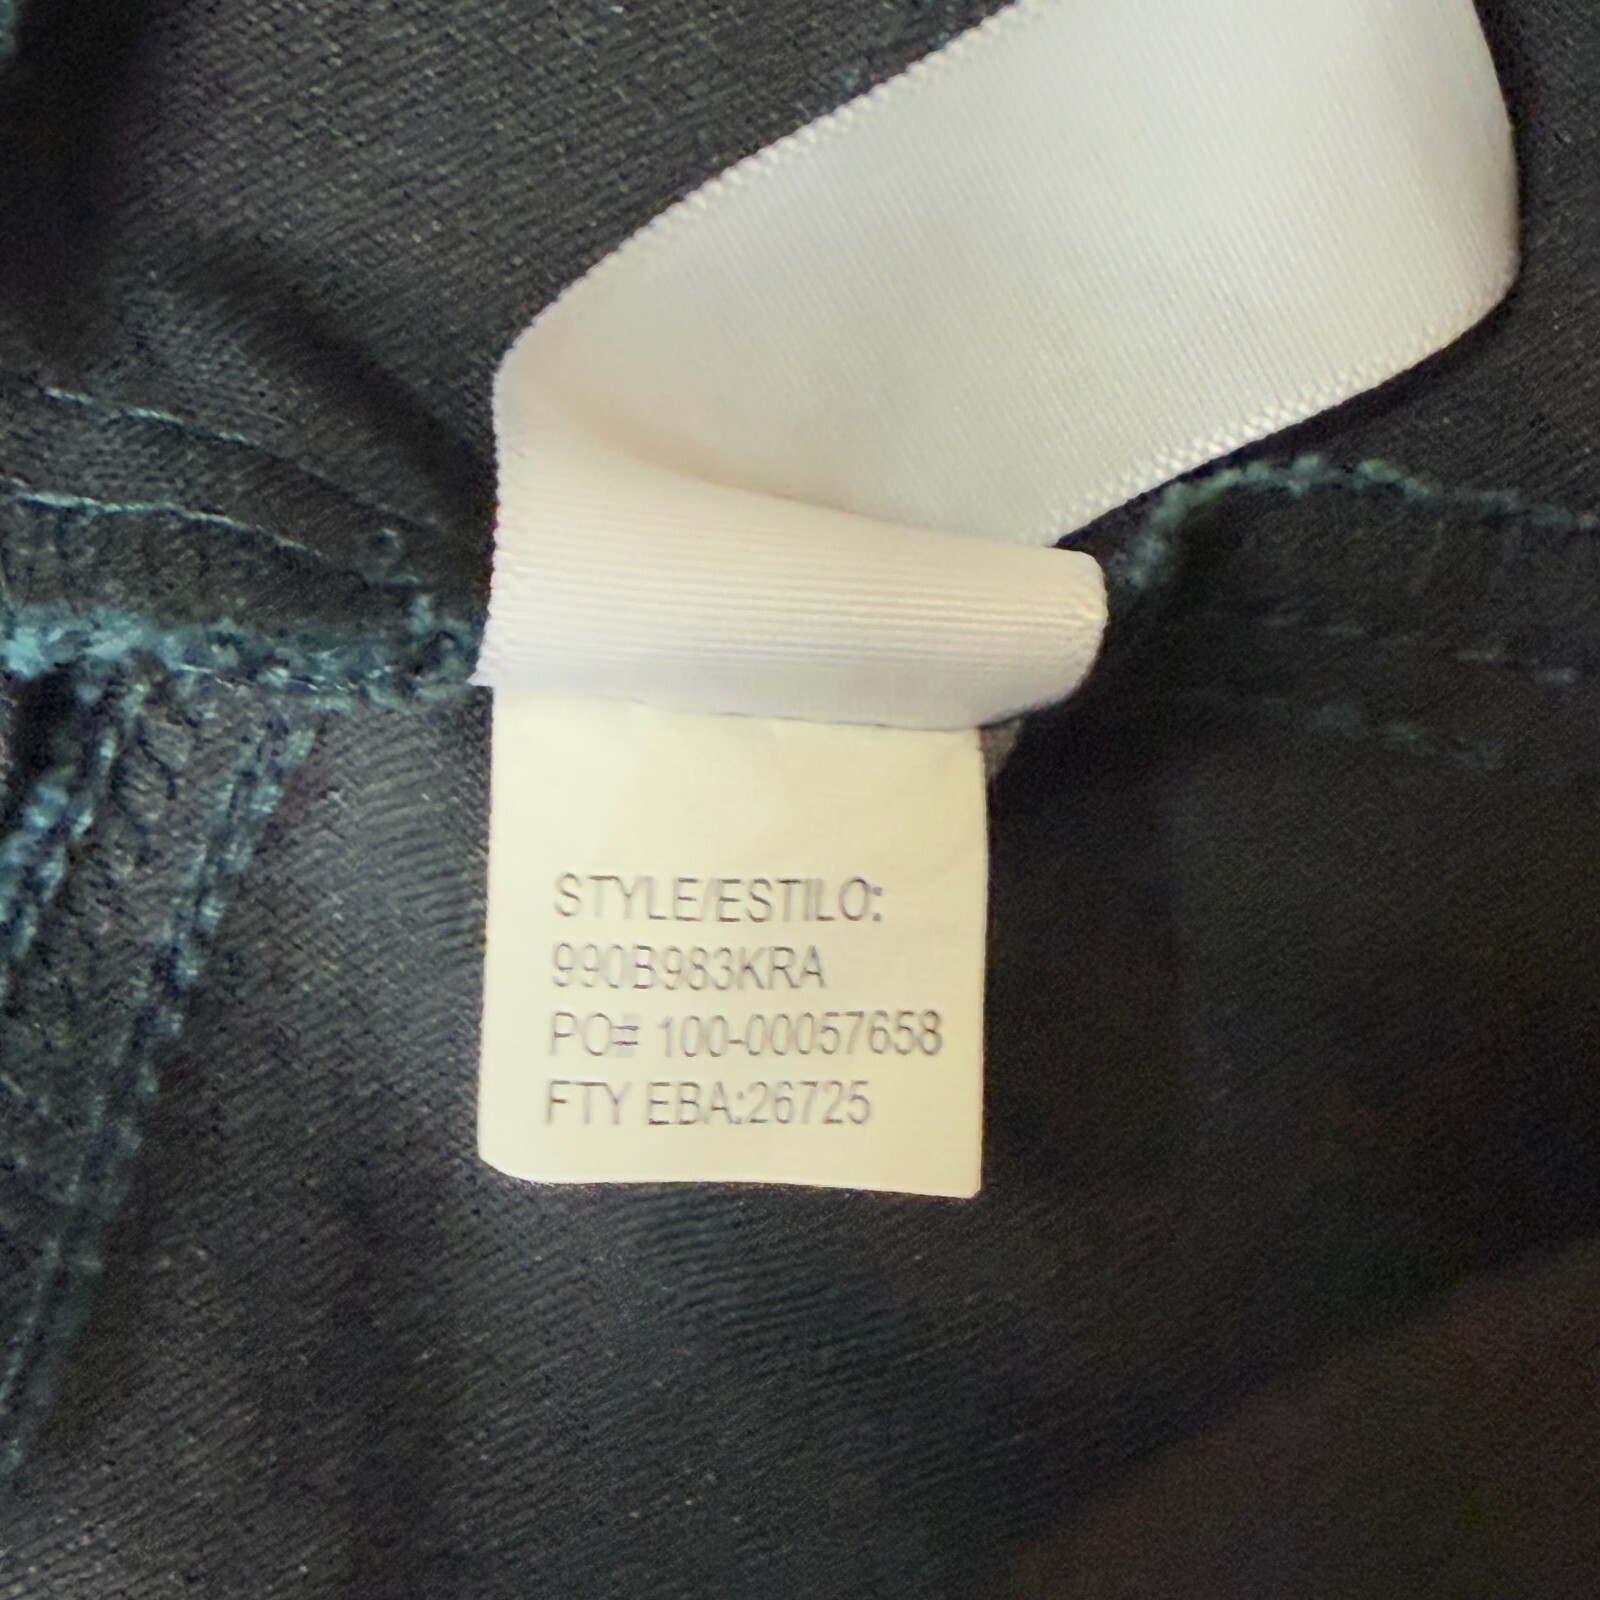 STYLE/ESTILO:
990B983KRA
PO# 100-00057658
FTY EBA:26725